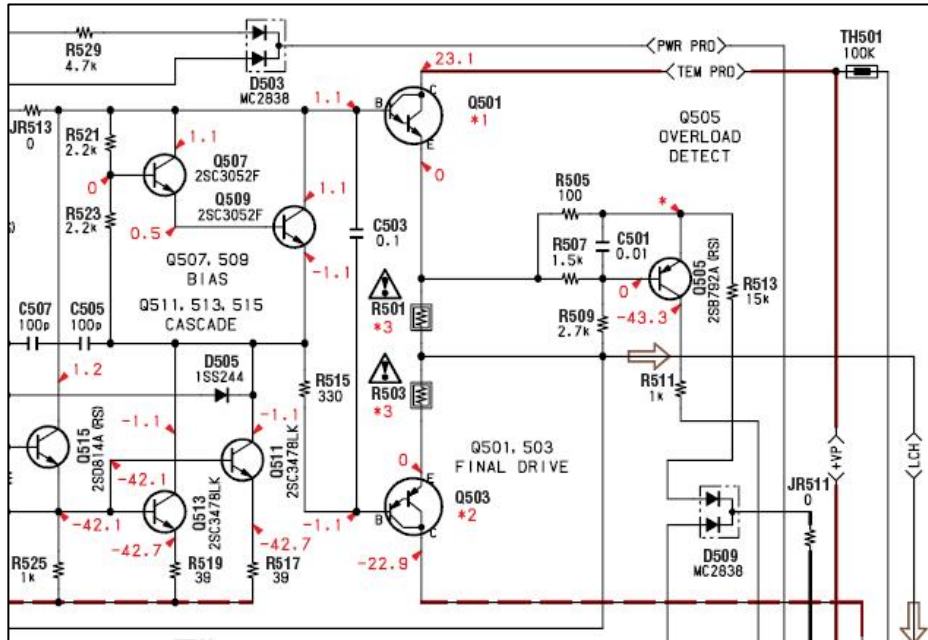 R529
4.7k
D503
MC2838
PWR PRO
TEM PRO
TH501
100K
23.1
1.1
B
C
E
Q501
*1
0
Q505
OVERLOAD
DETECT
JR513
0
R521
2.2k
1.1
Q507
2SC3052F
Q509
2SC3052F
1.1
0
R523
2.2k
0.5
-1.1
C503
0.1
R505
100
*
R507
1.5k
C501
0.01
0
Q505
2SB792A (RS)
-43.3
R513
15k
Q507, 509
BIAS
Q511, 513, 515
CASCADE
R501
*3
R509
2.7k
C507
100p
C505
100p
D505
1SS244
1.2
R515
330
R503
*3
R511
1k
-1.1
-1.1
Q515
2SD814A (RS)
-42.1
Q511
2SC3478LK
Q501, 503
FINAL DRIVE
+VP
LCH
0
E
Q503
*2
B
C
-1.1
-22.9
-42.1
Q513
2SC3478LK
-42.7
-42.7
R525
1k
R519
39
R517
39
JR511
0
D509
MC2838